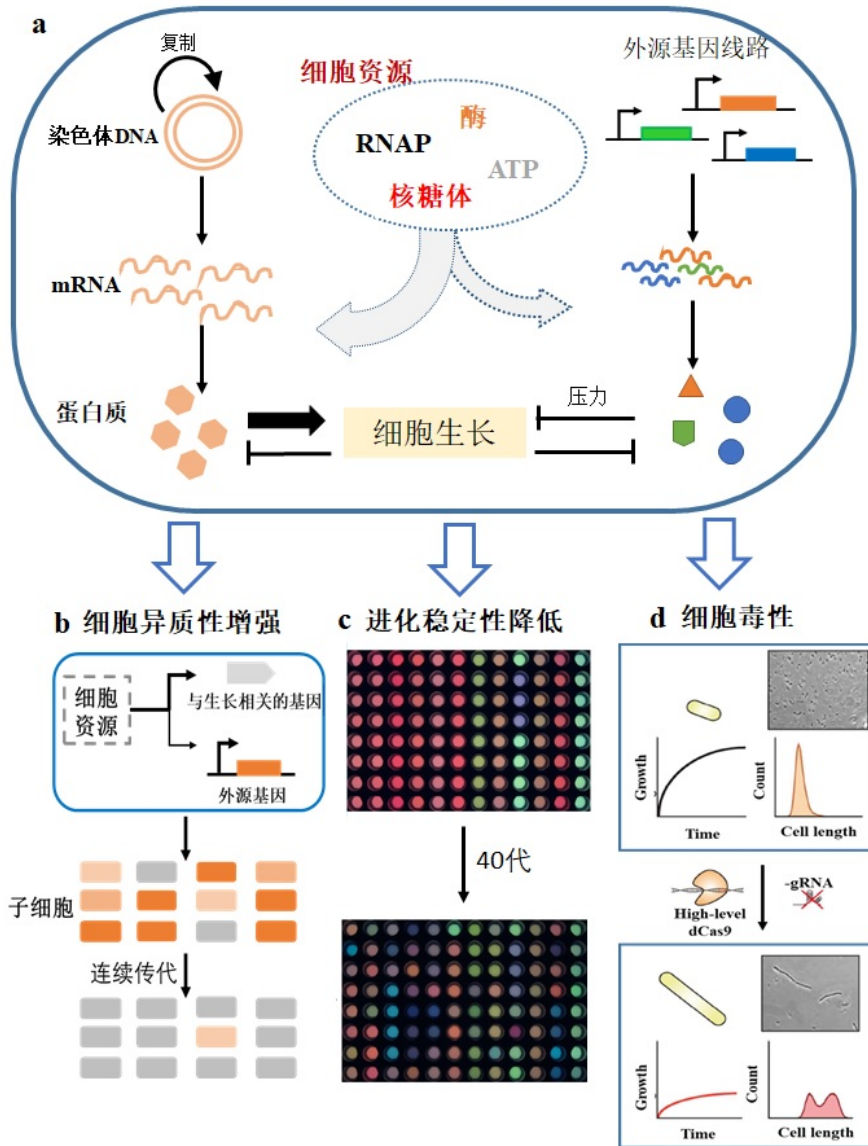 a
复制
染色体DNA
mRNA
蛋白质
细胞资源
酶
RNAP
ATP
核糖体
外源基因线路
细胞生长
压力
b 细胞异质性增强
细胞
资源
与生长相关的基因
外源基因
子细胞
连续传代
c 进化稳定性降低
40代
d 细胞毒性
Growth
Time
Count
Cell length
High-level
dCas9
-gRNA
Growth
Time
Count
Cell length